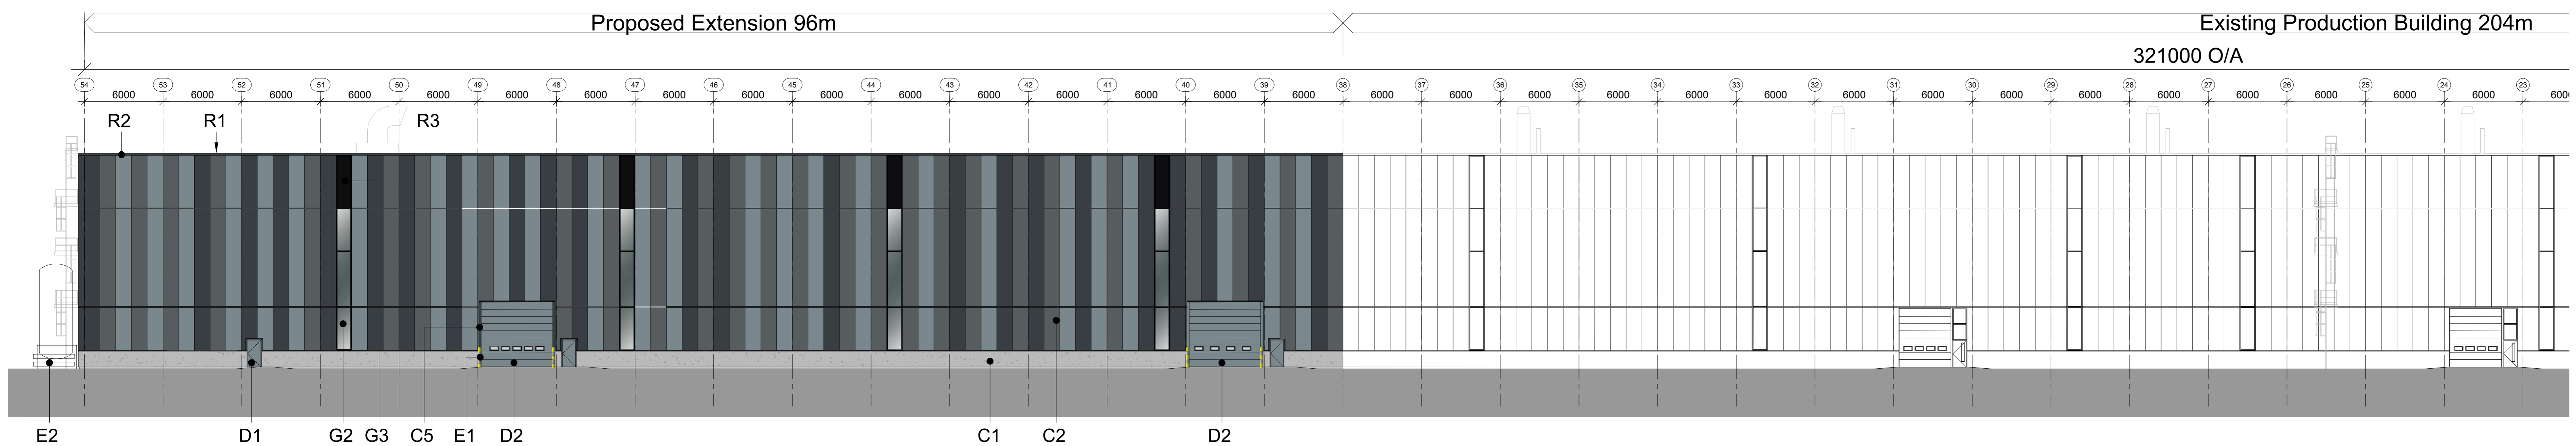 Proposed Extension 96m
Existing Production Building 204m
321000 O/A
54 53 52 51 50 49 48 47 46 45 44 43 42 41 40 39 38 37 36 35 34 33 32 31 30 29 28 27 26 25 24 23
6000 6000 6000 6000 6000 6000 6000 6000 6000 6000 6000 6000 6000 6000 6000 6000 6000 6000 6000 6000 6000 6000 6000 6000 6000 6000 6000 6000 6000 6000 6000
R2 R1 R3
E2 D1 G2 G3 C5 E1 D2 C1 C2 D2